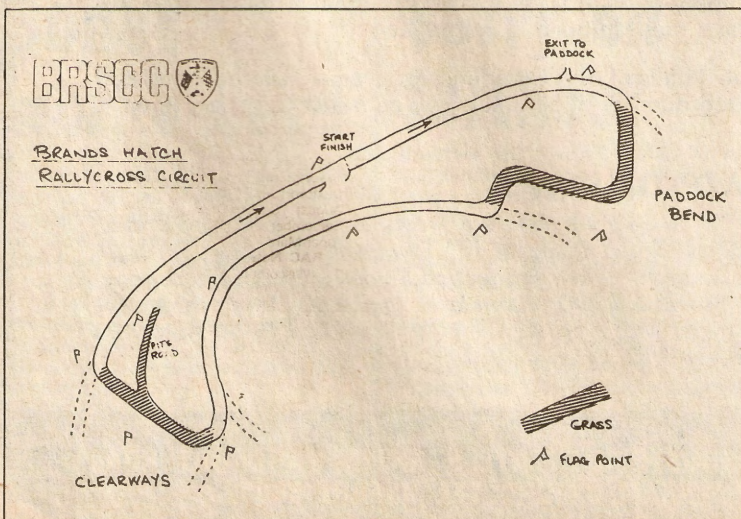 BRSCC
EXIT TO
PADDOCK
BRANDS HATCH
RALLYCROSS CIRCUIT
START
FINISH
PADDOCK
BEND
PITS
ROAD
GRASS
FLAG POINT
CLEARWAYS